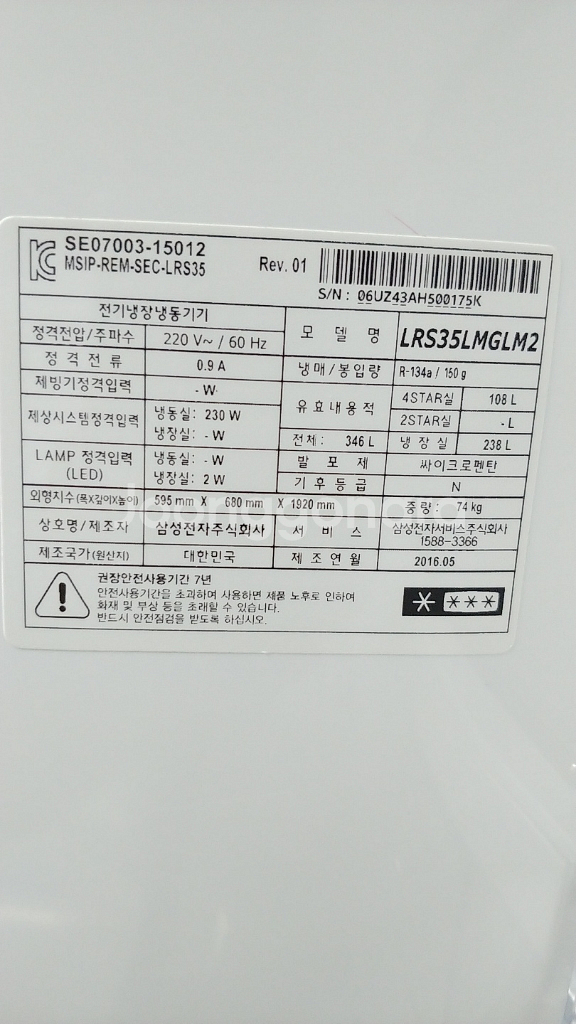 SE07003-15012
MSIP-REM-SEC-LRS35
Rev. 01
S/N : 06UZ43AH500175K
전기냉장냉동기기
모 델 명 LRS35LMGLM2
정격전압/주파수 220 V~ / 60 Hz
정 격 전 류 0.9 A
냉매/봉입량 R-134a / 150 g
제빙기정격입력 - W
유효내용적 4STAR실 108 L
2STAR실 - L
전체: 346 L 냉 장 실 238 L
제상시스템정격입력 냉동실: 230 W
냉장실: - W
LAMP 정격입력 (LED) 냉동실: - W
냉장실: 2 W
발 포 제 싸이크로펜탄
기 후 등 급 N
외형치수(폭X깊이X높이) 595 mm X 680 mm X 1920 mm 중 량 : 74 kg
상호명/제조자 삼성전자주식회사 서 비 스 삼성전자서비스주식회사
1588-3366
제조국가(원산지) 대한민국 제 조 연 월 2016.05
권장안전사용기간 7년
안전사용기간을 초과하여 사용하면 제품 노후로 인하여
화재 및 부상 등을 초래할 수 있습니다.
반드시 안전점검을 받도록 하십시오.